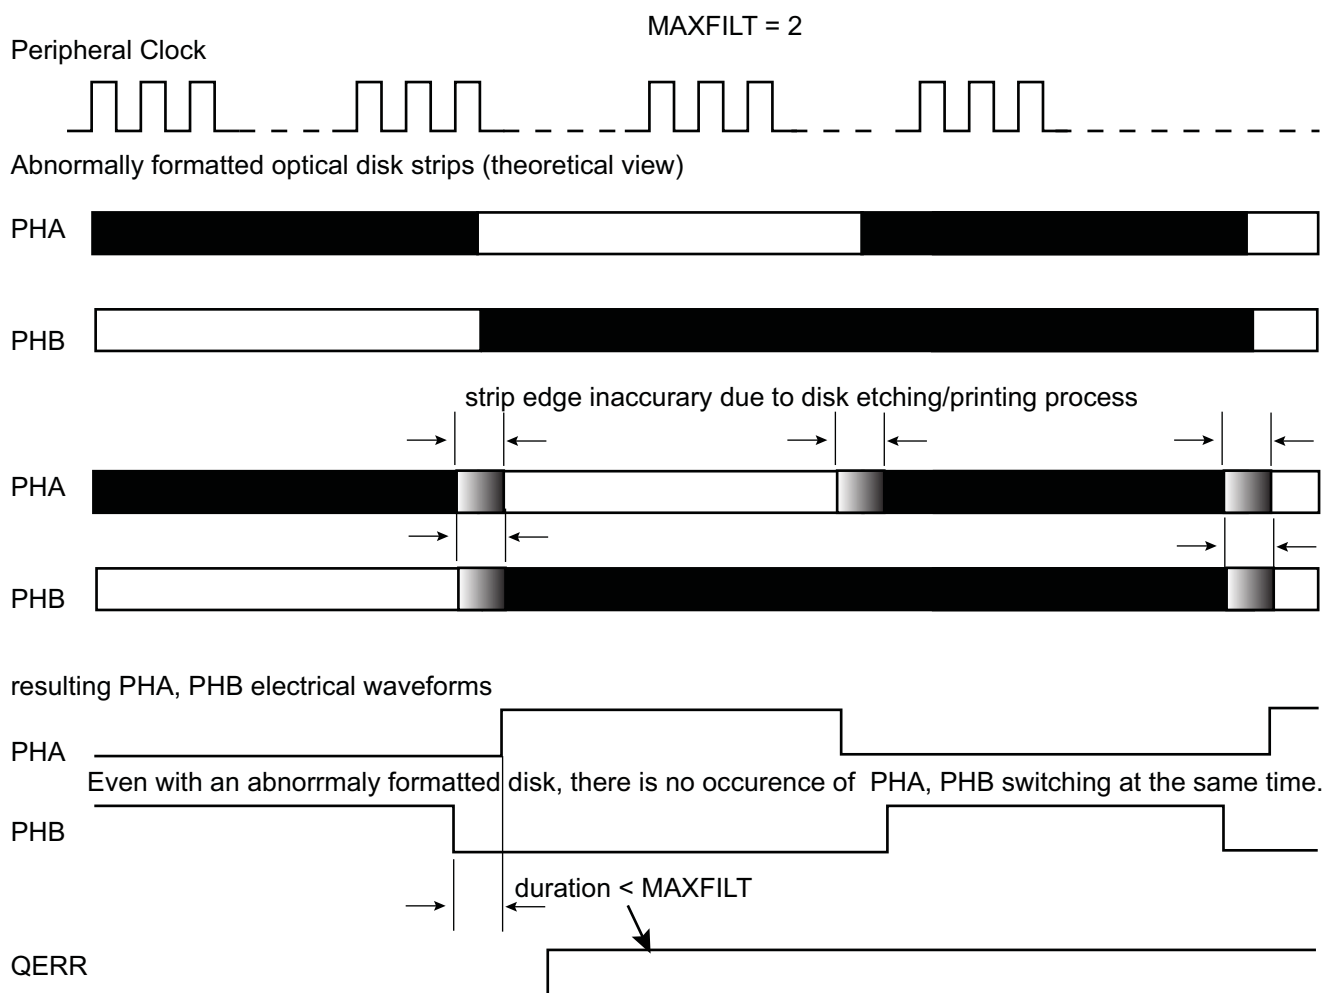 MAXFILT = 2
Peripheral Clock
Abnormally formatted optical disk strips (theoretical view)
PHA
PHB
strip edge inaccurary due to disk etching/printing process
PHA
PHB
resulting PHA, PHB electrical waveforms
PHA
Even with an abnorrmaly formatted disk, there is no occurence of PHA, PHB switching at the same time.
PHB
duration < MAXFILT
QERR